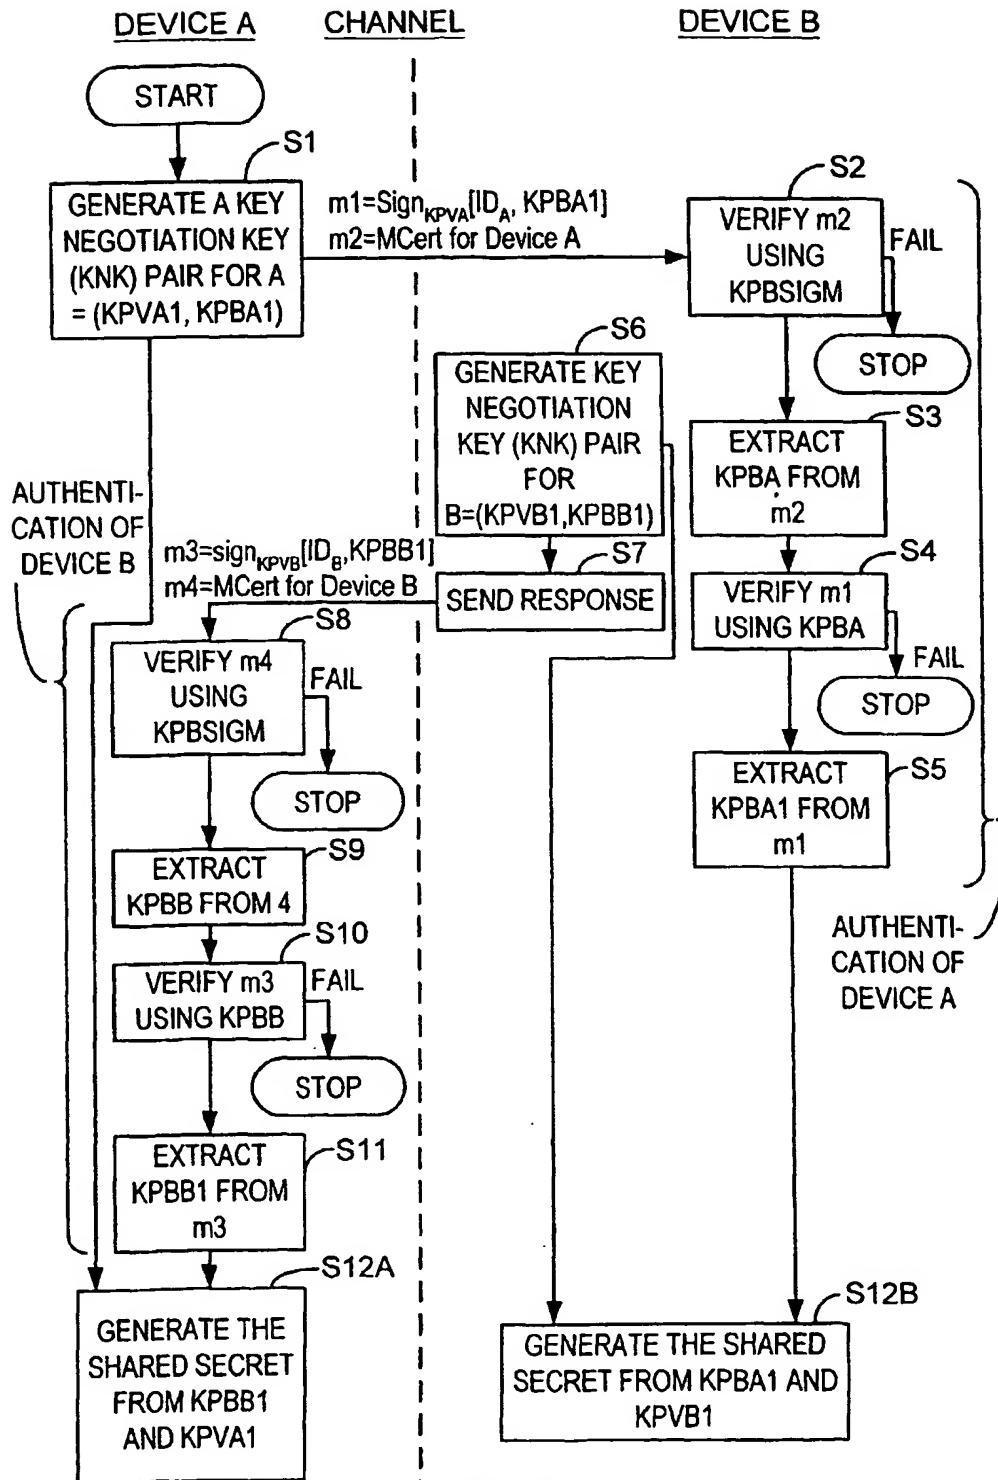 DEVICE A
CHANNEL
DEVICE B
START
S1
GENERATE A KEY
NEGOTIATION KEY
(KNK) PAIR FOR A
= (KPVA1, KPBA1)
m1=Sign_KPVA[ID_A, KPBA1]
m2=MCert for Device A
S2
VERIFY m2
USING
KPBSIGM
FAIL
STOP
S3
EXTRACT
KPBA FROM
m2
S4
VERIFY m1
USING KPBA
FAIL
STOP
S5
EXTRACT
KPBA1 FROM
m1
AUTHENTI-
CATION OF
DEVICE A
S6
GENERATE KEY
NEGOTIATION
KEY (KNK) PAIR
FOR
B=(KPVB1,KPBB1)
S7
SEND RESPONSE
m3=sign_KPVB[ID_B,KPBB1]
m4=MCert for Device B
AUTHENTI-
CATION OF
DEVICE B
S8
VERIFY m4
USING
KPBSIGM
FAIL
STOP
S9
EXTRACT
KPBB FROM 4
S10
VERIFY m3
USING KPBB
FAIL
STOP
S11
EXTRACT
KPBB1 FROM
m3
S12A
GENERATE THE
SHARED SECRET
FROM KPBB1
AND KPVA1
S12B
GENERATE THE SHARED
SECRET FROM KPBA1 AND
KPVB1